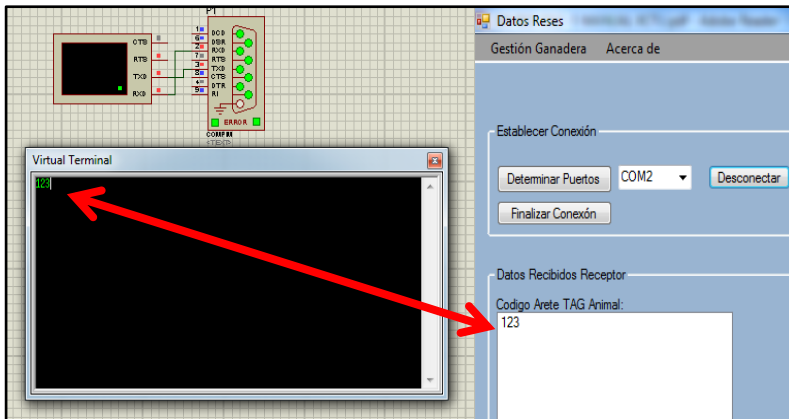 P1
CTS
RTS
TXD
RXD
1
6
2
7
3
8
4
9
DCD
DSR
RXD
RTS
TXD
CTS
DTR
RI
ERROR
COMPIM
<TEXT>
Virtual Terminal
123
Datos Reses
Gestión Ganadera Acerca de
Establecer Conexión
Determinar Puertos COM2 Desconectar
Finalizar Conexión
Datos Recibidos Receptor
Codigo Arete TAG Animal:
123